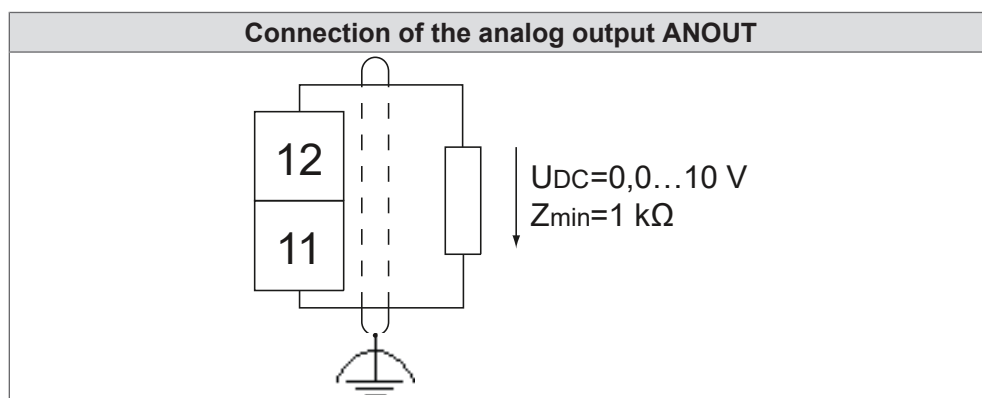 Connection of the analog output ANOUT
12
11
UDC=0,0…10 V
Zmin=1 kΩ